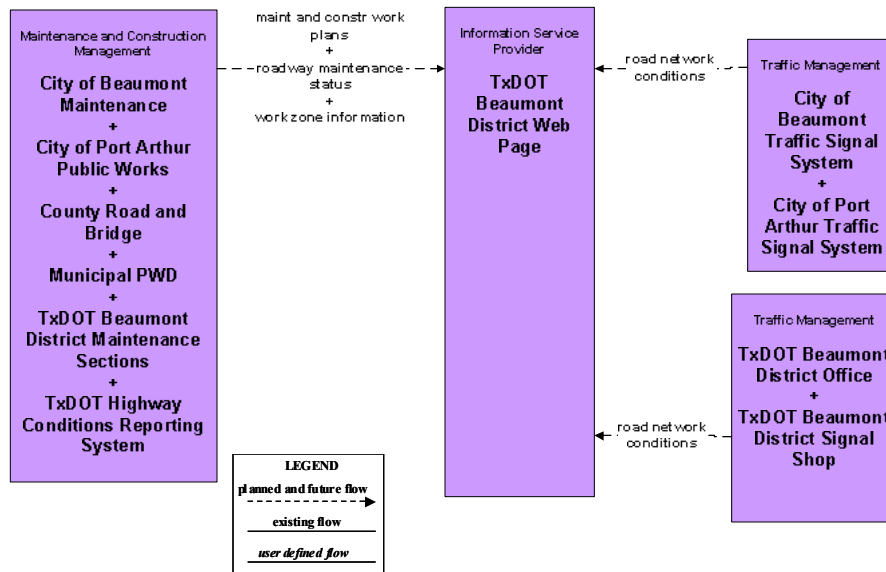 Maintenance and Construction
Management
City of Beaumont
Maintenance
+
City of Port Arthur
Public Works
+
County Road and
Bridge
+
Municipal PWD
+
TxDOT Beaumont
District Maintenance
Sections
+
TxDOT Highway
Conditions Reporting
System
maint and constr work
plans
+
roadway maintenance
status
+
work zone information
Information Service
Provider
TxDOT
Beaumont
District Web
Page
road network
conditions
Traffic Management
City of
Beaumont
Traffic Signal
System
+
City of Port
Arthur Traffic
Signal System
road network
conditions
Traffic Management
TxDOT Beaumont
District Office
+
TxDOT Beaumont
District Signal
Shop
LEGEND
planned and future flow
existing flow
user defined flow